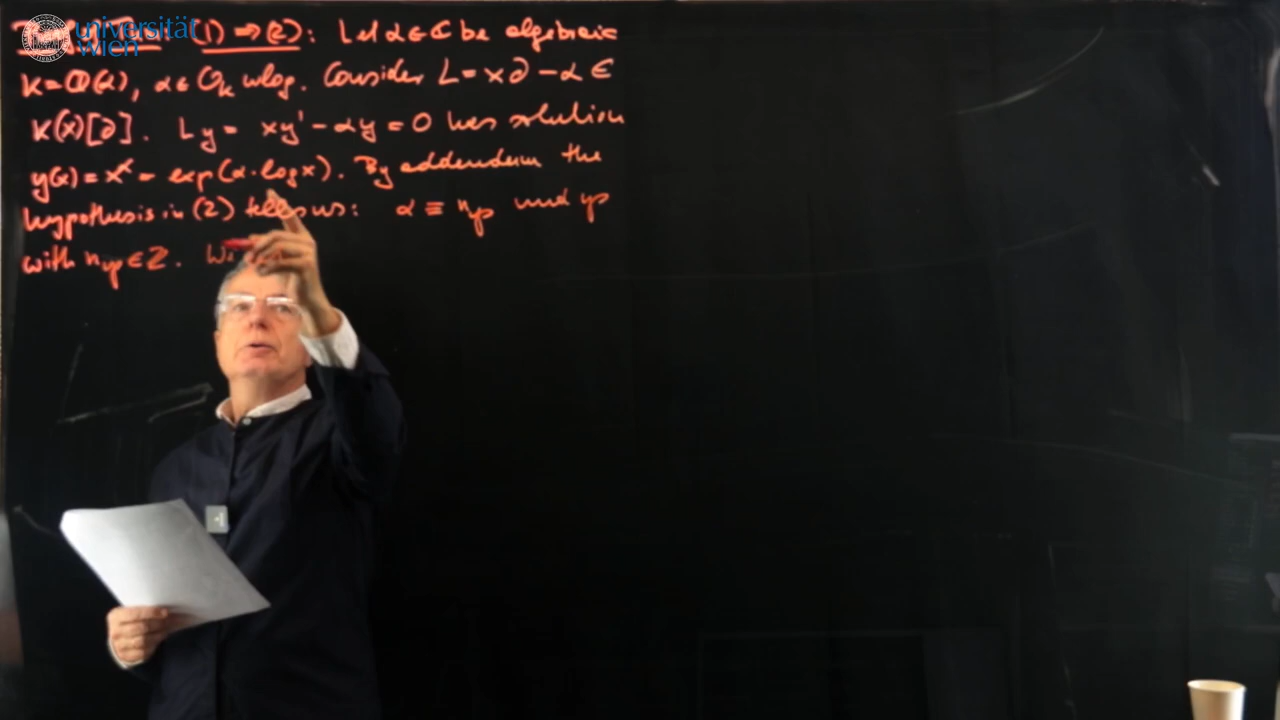 universität
wien
(1) ⇒ (2): Let α ∈ ℂ be algebraic
K = ℚ(α), α ∈ O_K wlog. Consider L = x∂ - α ∈
K(x)[∂]. Ly = xy' - αy = 0 has solution
y(x) = x^α = exp(α·log x). By addendum the
hypothesis in (2) tells us: α ≡ n_p mod p
with n_p ∈ ℤ. We